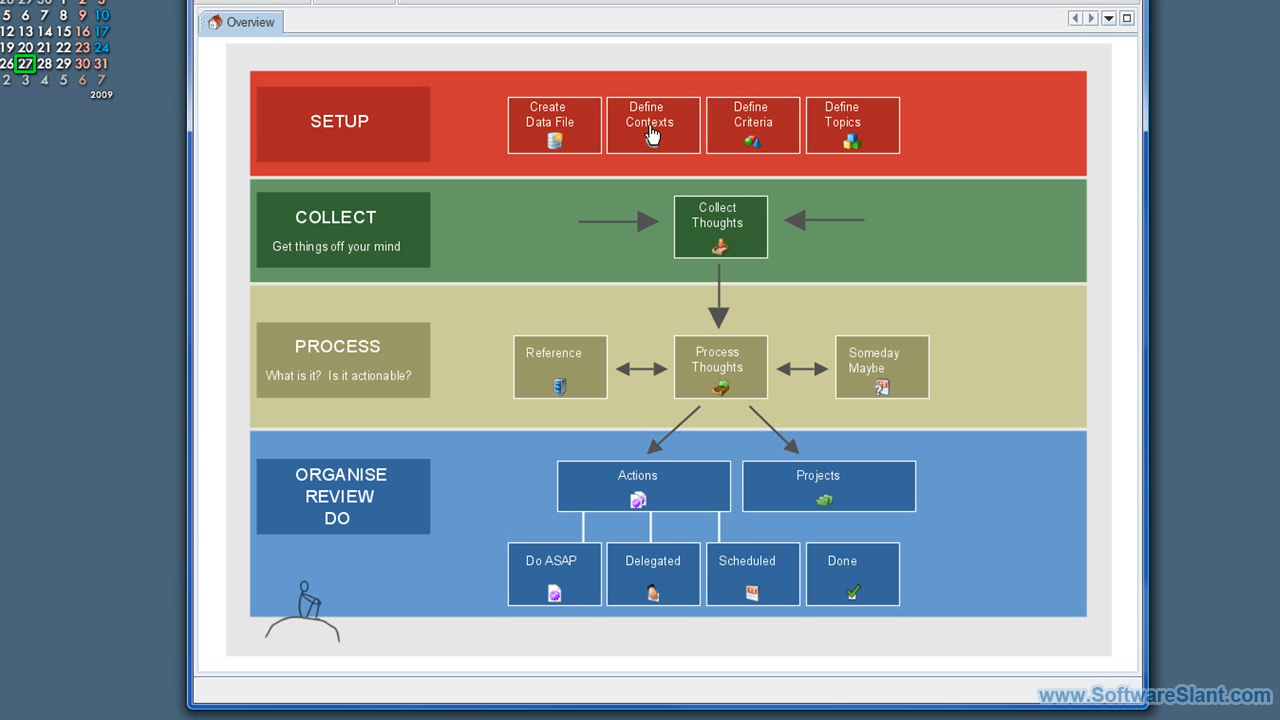 5 6 7 8 9 10
12 13 14 15 16 17
19 20 21 22 23 24
26 27 28 29 30 31
2 3 4 5 6 7
2009
Overview
SETUP
Create
Data File
Define
Contexts
Define
Criteria
Define
Topics
COLLECT
Get things off your mind
Collect
Thoughts
PROCESS
What is it? Is it actionable?
Reference
Process
Thoughts
Someday
Maybe
ORGANISE
REVIEW
DO
Actions
Projects
Do ASAP
Delegated
Scheduled
Done
www.SoftwareSlant.com